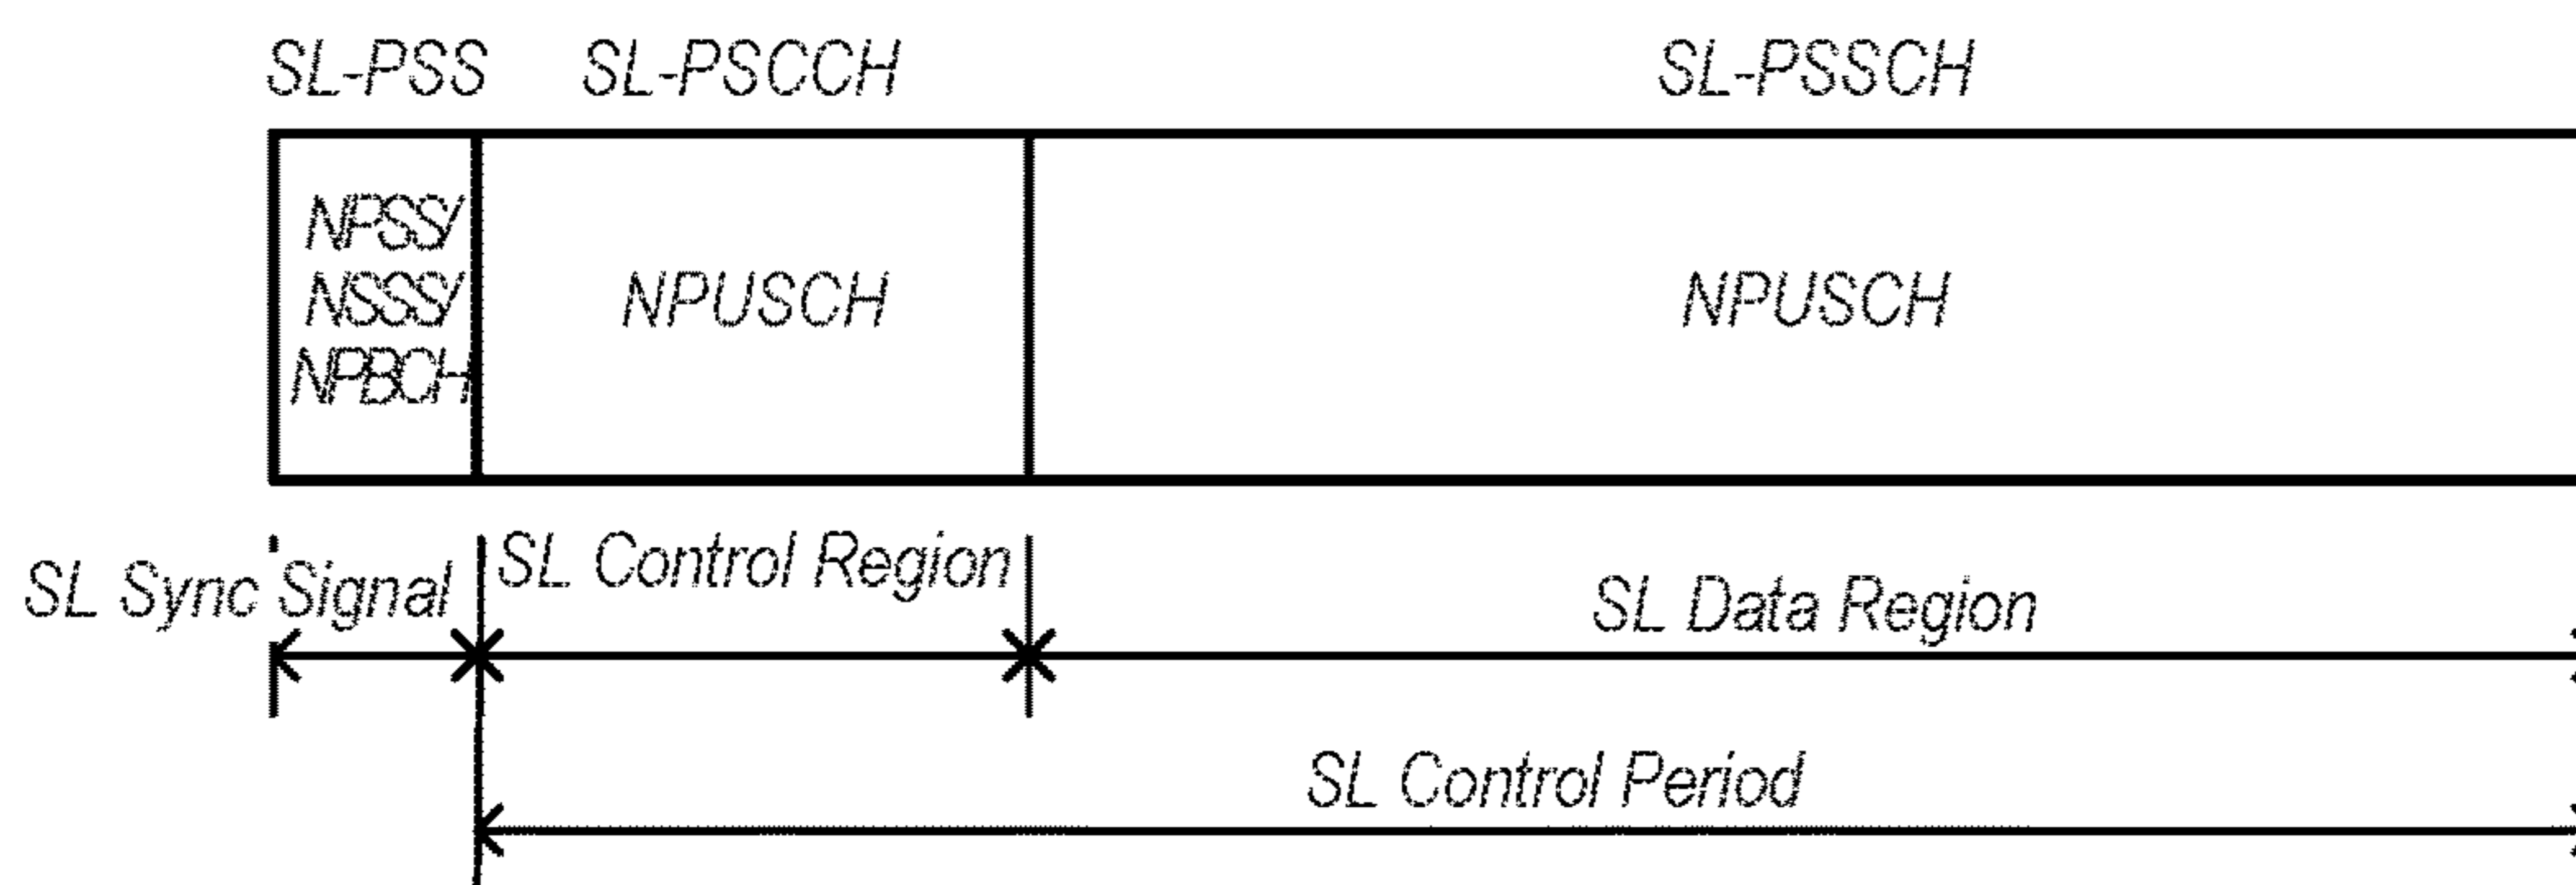 SL-PSS SL-PSCCH SL-PSSCH
NPSS/
NSSS/
NPBCH
NPUSCH
NPUSCH
SL Sync Signal
SL Control Region
SL Data Region
SL Control Period